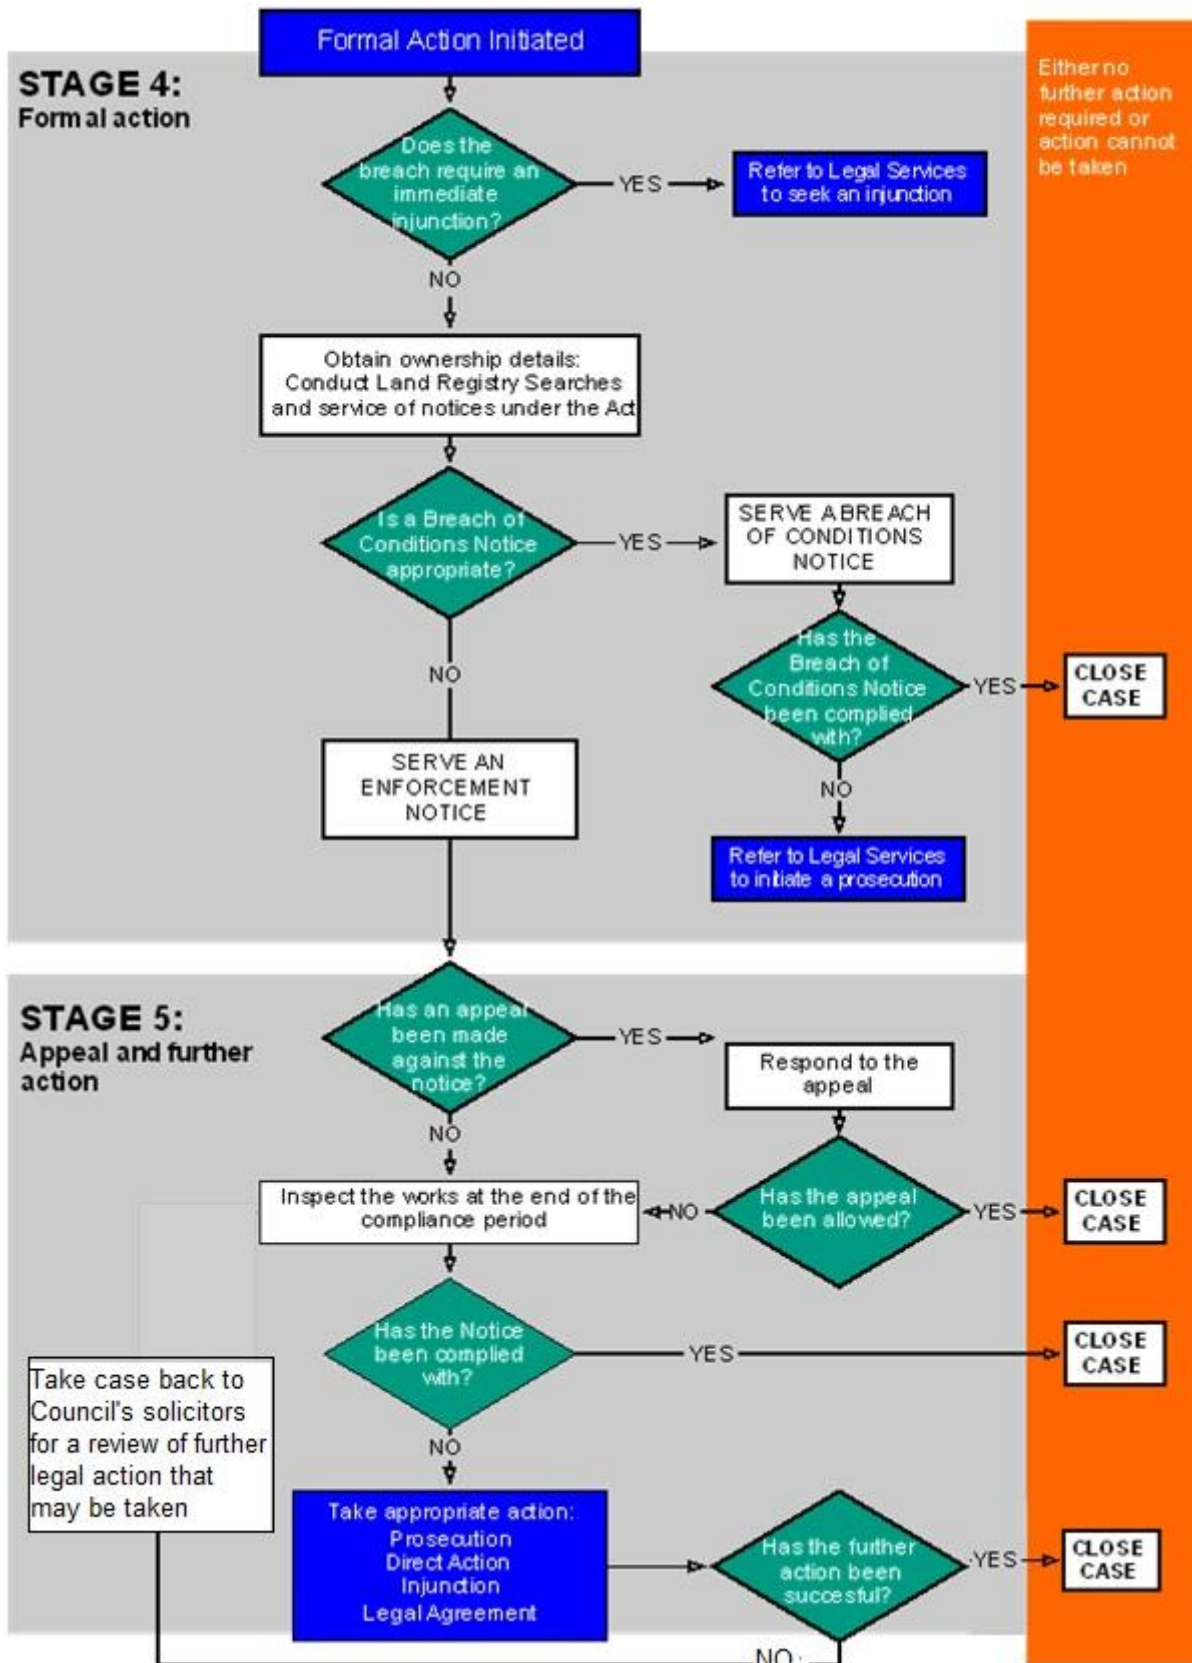 Formal Action Initiated
STAGE 4:
Formal action
Either no
further action
required or
action cannot
be taken
Does the
breach require an
immediate
injunction?
YES
Refer to Legal Services
to seek an injunction
NO
Obtain ownership details:
Conduct Land Registry Searches
and service of notices under the Act
Is a Breach of
Conditions Notice
appropriate?
YES
SERVE A BREACH
OF CONDITIONS
NOTICE
Has the
Breach of
Conditions Notice
been complied
with?
YES
CLOSE
CASE
NO
SERVE AN
ENFORCEMENT
NOTICE
NO
Refer to Legal Services
to initiate a prosecution
STAGE 5:
Appeal and further
action
Has an appeal
been made
against the
notice?
YES
Respond to the
appeal
NO
Inspect the works at the end of the
compliance period
NO
Has the appeal
been allowed?
YES
CLOSE
CASE
Has the Notice
been complied
with?
YES
CLOSE
CASE
Take case back to
Council's solicitors
for a review of further
legal action that
may be taken
NO
Take appropriate action:
Prosecution
Direct Action
Injunction
Legal Agreement
Has the further
action been
succesful?
YES
CLOSE
CASE
NO